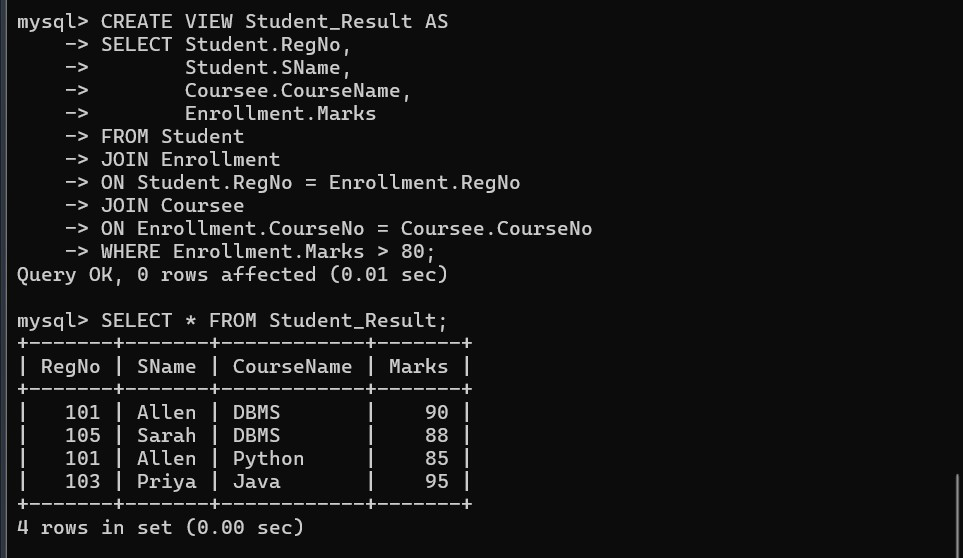 mysql> CREATE VIEW Student_Result AS
    -> SELECT Student.RegNo,
    ->        Student.SName,
    ->        Coursee.CourseName,
    ->        Enrollment.Marks
    -> FROM Student
    -> JOIN Enrollment
    -> ON Student.RegNo = Enrollment.RegNo
    -> JOIN Coursee
    -> ON Enrollment.CourseNo = Coursee.CourseNo
    -> WHERE Enrollment.Marks > 80;
Query OK, 0 rows affected (0.01 sec)

mysql> SELECT * FROM Student_Result;
+-------+-------+------------+-------+
| RegNo | SName | CourseName | Marks |
+-------+-------+------------+-------+
|   101 | Allen | DBMS       |    90 |
|   105 | Sarah | DBMS       |    88 |
|   101 | Allen | Python     |    85 |
|   103 | Priya | Java       |    95 |
+-------+-------+------------+-------+
4 rows in set (0.00 sec)